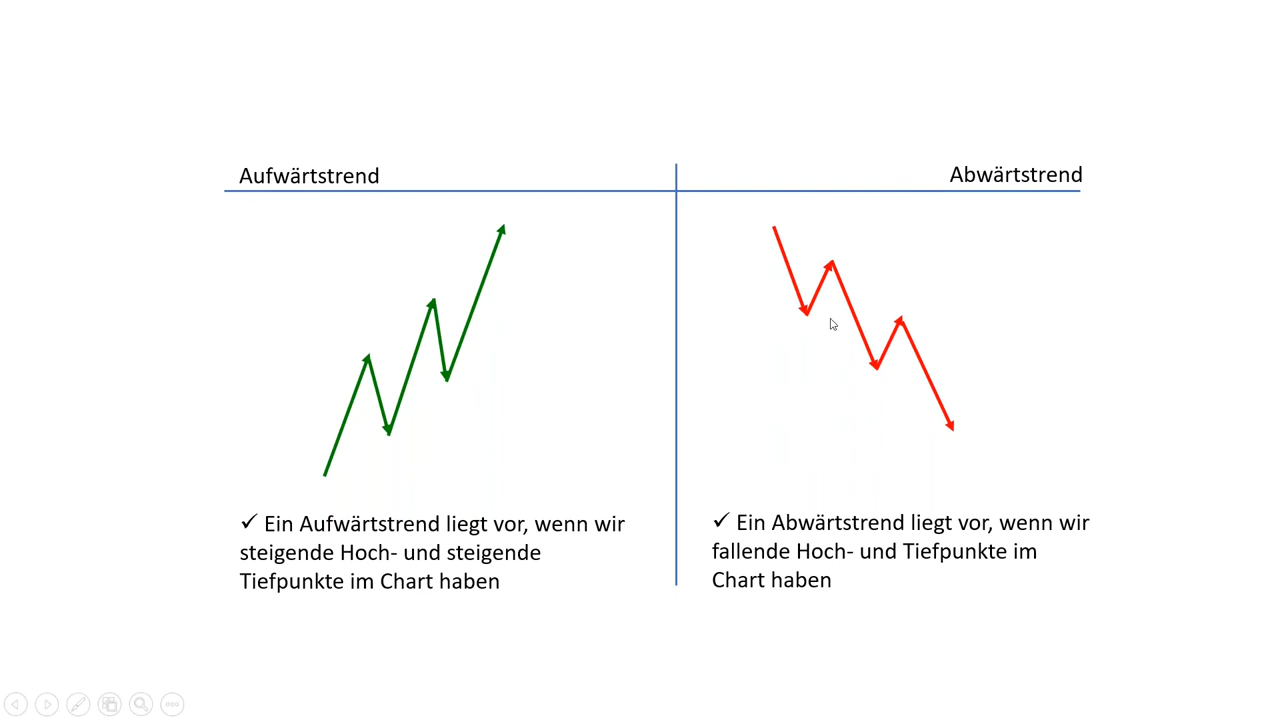 Aufwärtstrend
Abwärtstrend
✓ Ein Aufwärtstrend liegt vor, wenn wir
steigende Hoch- und steigende
Tiefpunkte im Chart haben
✓ Ein Abwärtstrend liegt vor, wenn wir
fallende Hoch- und Tiefpunkte im
Chart haben